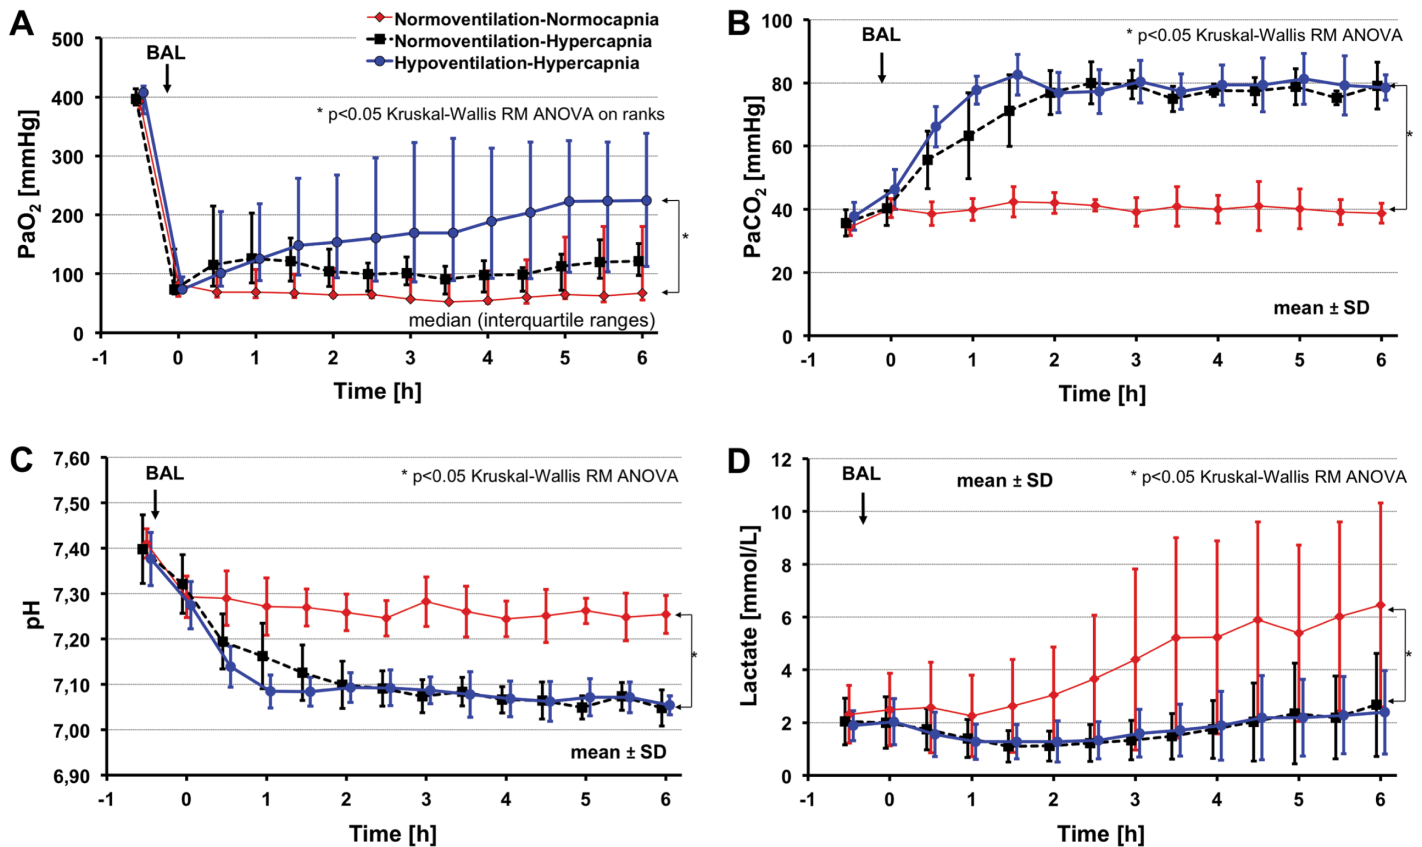 A
Normoventilation-Normocapnia
Normoventilation-Hypercapnia
Hypoventilation-Hypercapnia
BAL
* p<0.05 Kruskal-Wallis RM ANOVA on ranks
PaO2 [mmHg]
500
400
300
200
100
0
*
median (interquartile ranges)
-1 0 1 2 3 4 5 6
Time [h]
B
* p<0.05 Kruskal-Wallis RM ANOVA
BAL
PaCO2 [mmHg]
100
80
60
40
20
0
*
mean ± SD
-1 0 1 2 3 4 5 6
Time [h]
C
BAL
* p<0.05 Kruskal-Wallis RM ANOVA
pH
7,60
7,50
7,40
7,30
7,20
7,10
7,00
6,90
*
mean ± SD
-1 0 1 2 3 4 5 6
Time [h]
D
BAL
mean ± SD
* p<0.05 Kruskal-Wallis RM ANOVA
Lactate [mmol/L]
12
10
8
6
4
2
0
*
-1 0 1 2 3 4 5 6
Time [h]